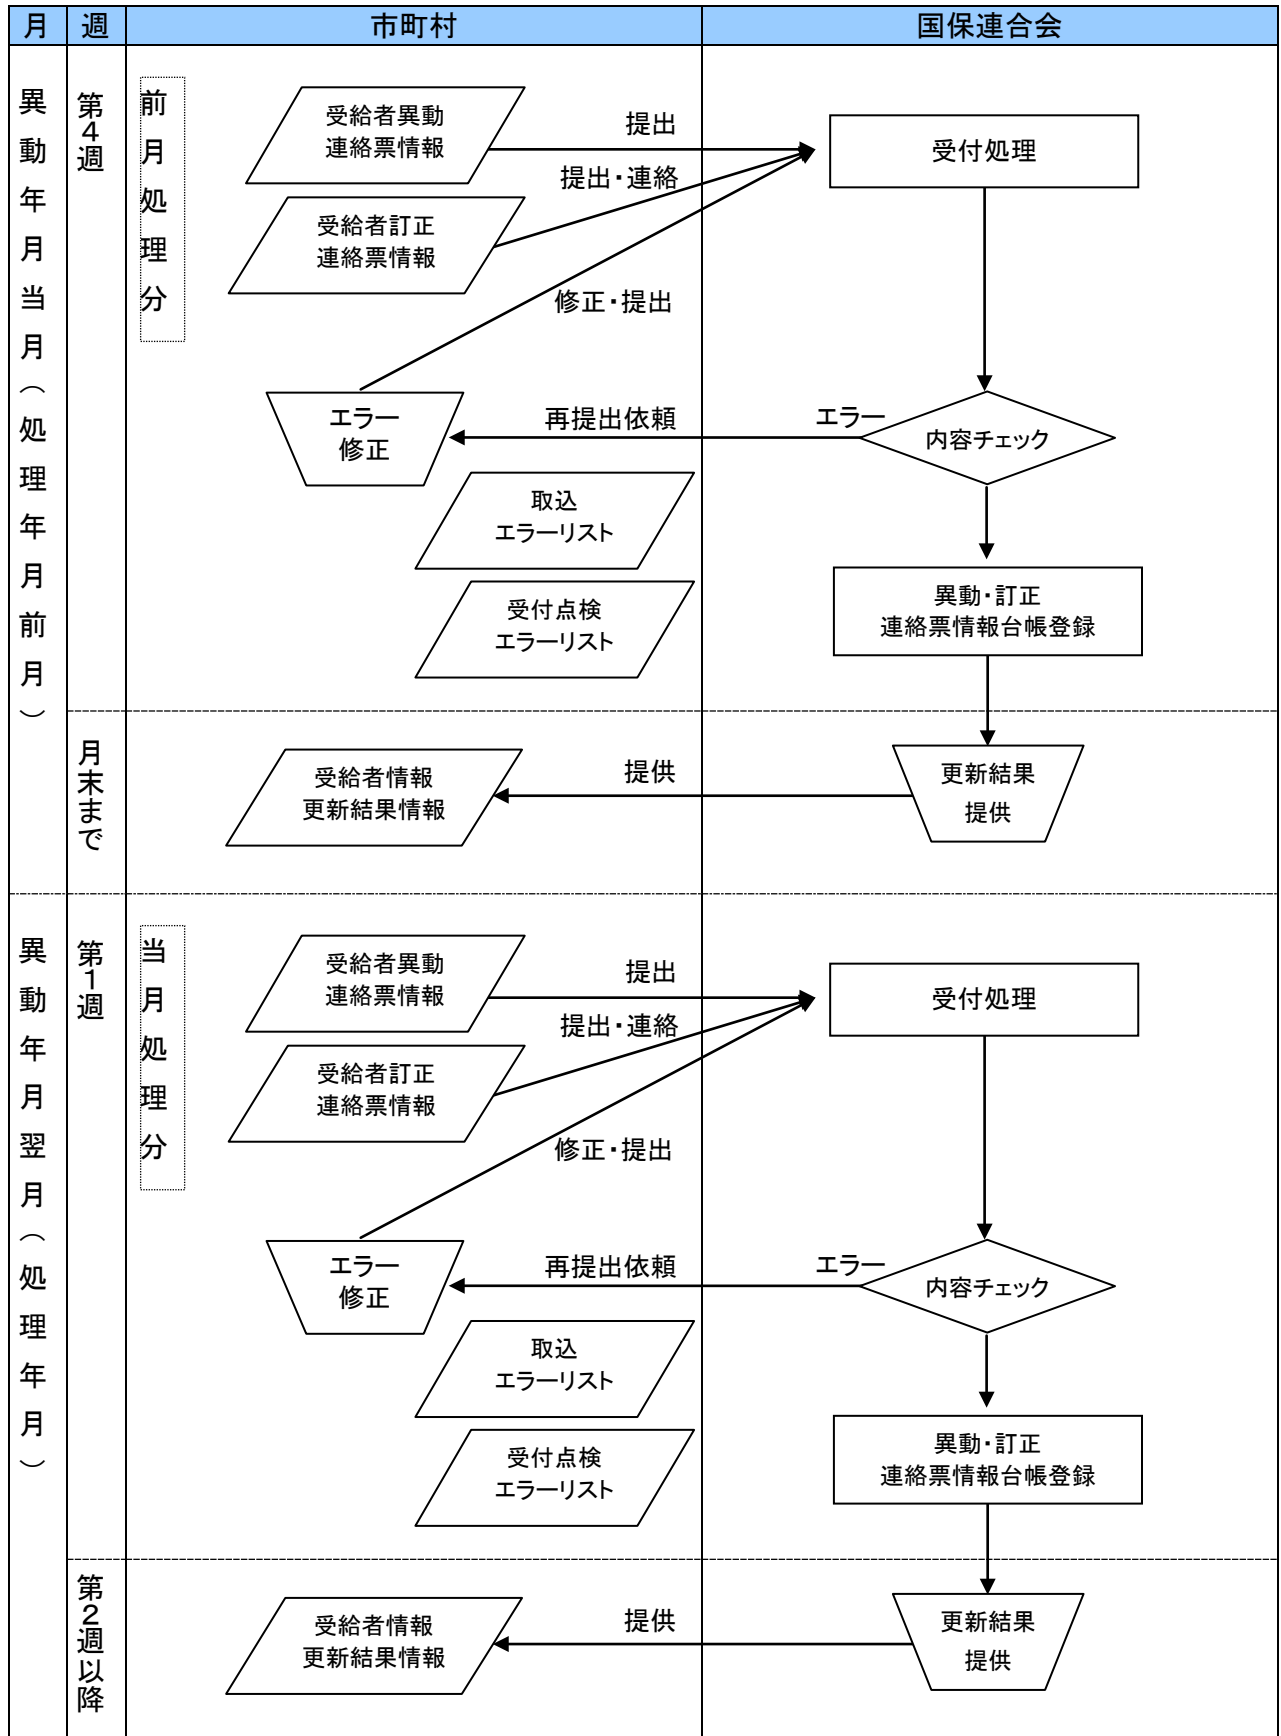 月
週
市町村
国保連合会
異動年月当月（処理年月前月）
第４週
前月処理分
受給者異動
連絡票情報
提出
受付処理
提出・連絡
受給者訂正
連絡票情報
修正・提出
エラー
修正
再提出依頼
エラー
内容チェック
取込
エラーリスト
異動・訂正
連絡票情報台帳登録
受付点検
エラーリスト
月末まで
受給者情報
更新結果情報
提供
更新結果
提供
異動年月翌月（処理年月）
第１週
当月処理分
受給者異動
連絡票情報
提出
受付処理
提出・連絡
受給者訂正
連絡票情報
修正・提出
エラー
修正
再提出依頼
エラー
内容チェック
取込
エラーリスト
異動・訂正
連絡票情報台帳登録
受付点検
エラーリスト
第２週以降
受給者情報
更新結果情報
提供
更新結果
提供